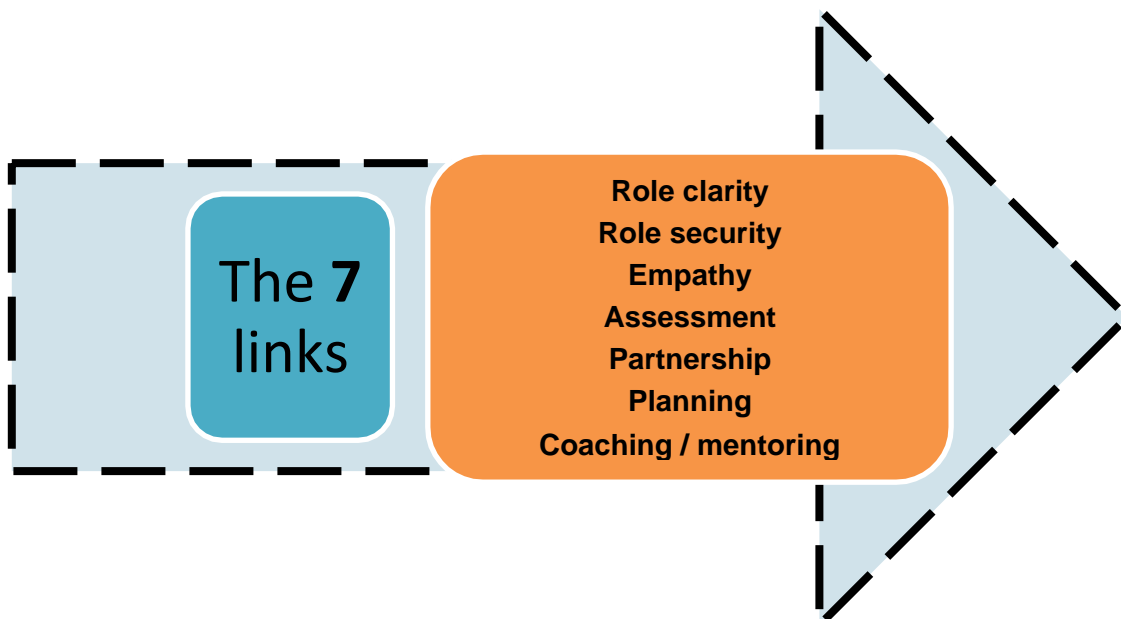 The 7
links
Role clarity
Role security
Empathy
Assessment
Partnership
Planning
Coaching / mentoring